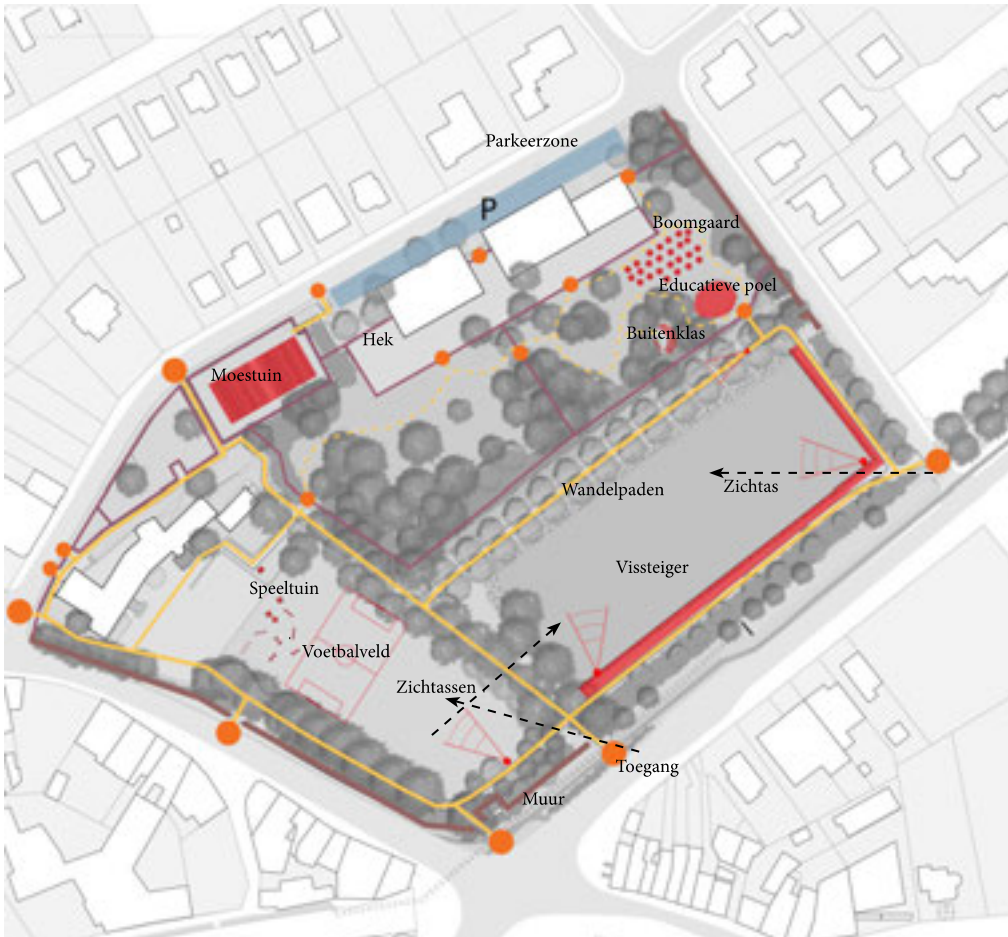 Parkeerzone
P
Boomgaard
Educatieve poel
Buitenklas
Hek
Moestuin
Wandelpaden
Zichtas
Vissteiger
Speeltuin
Voetbalveld
Zichtassen
Toegang
Muur